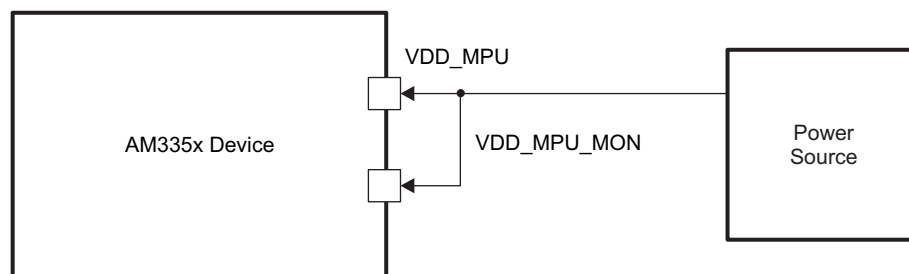 VDD_MPU
AM335x Device
VDD_MPU_MON
Power
Source